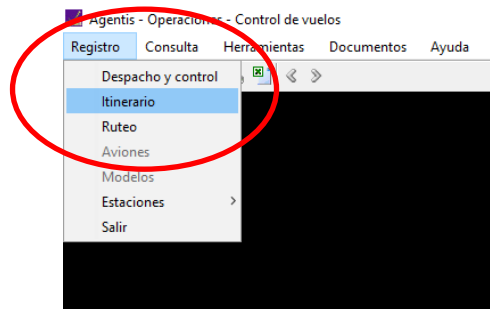 Agentis - Operaciones - Control de vuelos
Registro Consulta Herramientas Documentos Ayuda
Despacho y control
Itinerario
Ruteo
Aviones
Modelos
Estaciones
Salir